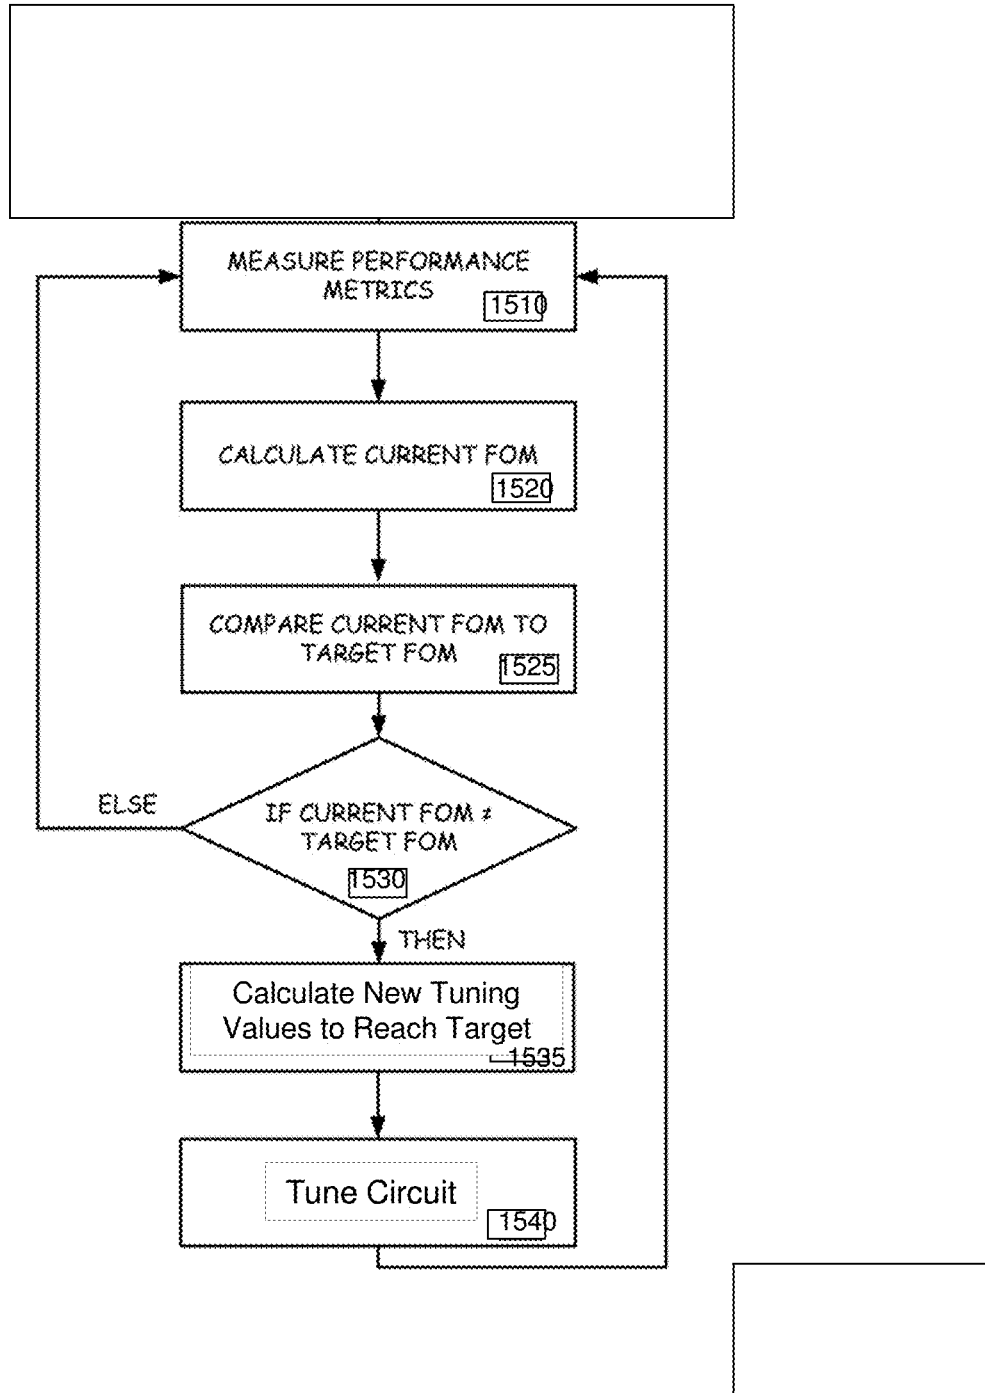 MEASURE PERFORMANCE
METRICS
1510
CALCULATE CURRENT FOM
1520
COMPARE CURRENT FOM TO
TARGET FOM
1525
ELSE
IF CURRENT FOM ≠
TARGET FOM
1530
THEN
Calculate New Tuning
Values to Reach Target
1535
Tune Circuit
1540